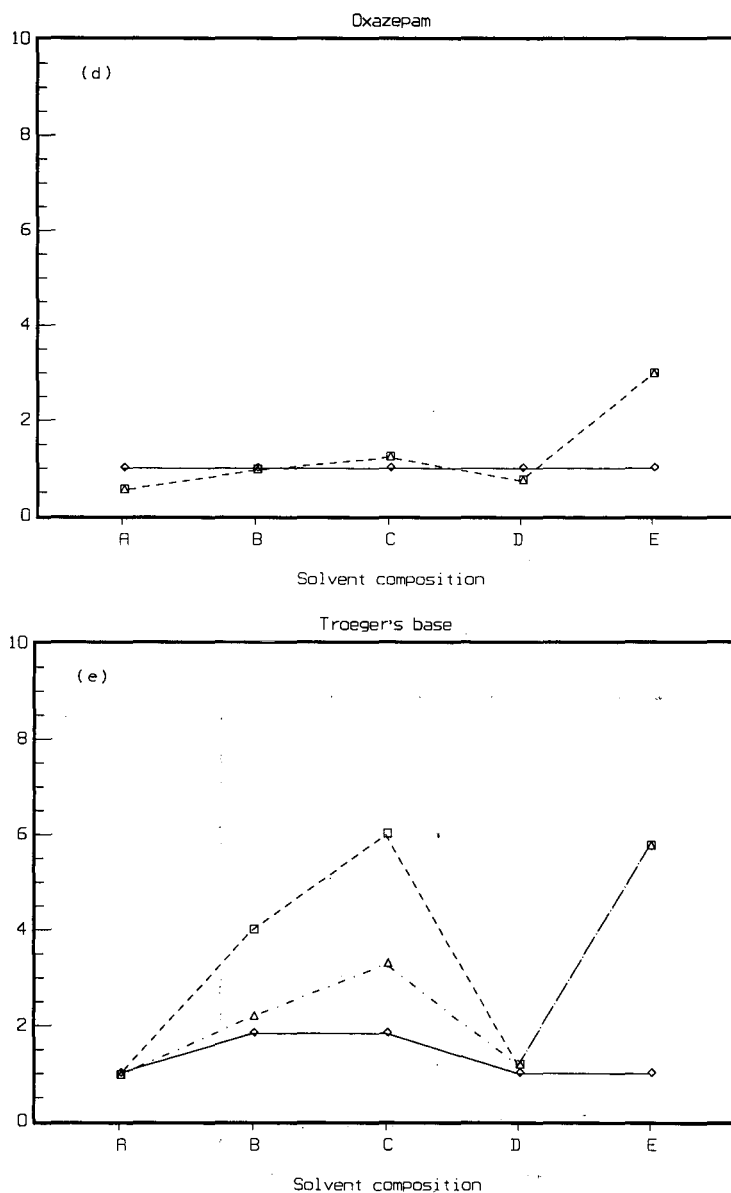 Oxazepam
10
(d)
8
6
4
2
0
A B C D E
Solvent composition
Troeger's base
10
(e)
8
6
4
2
0
A B C D E
Solvent composition